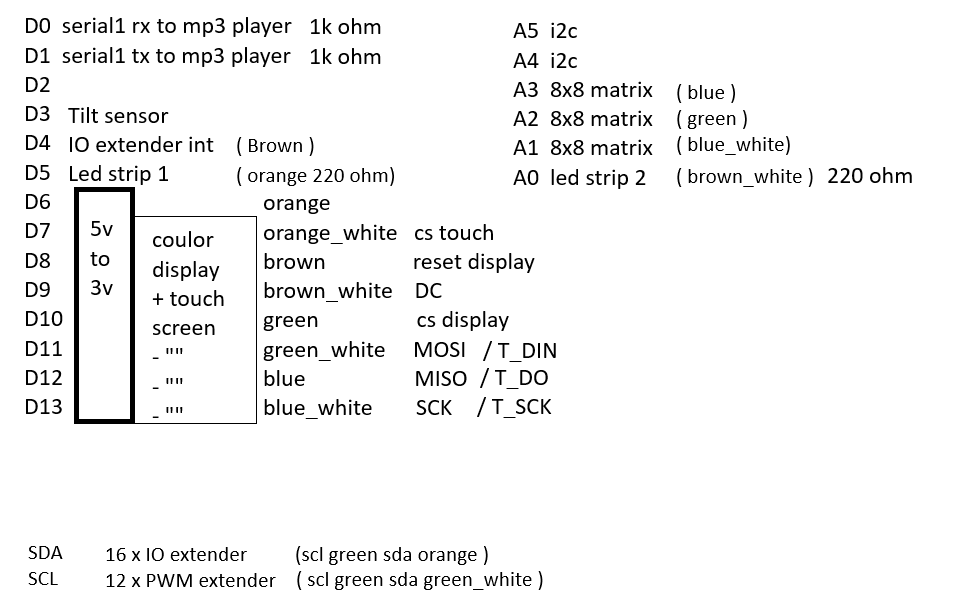 D0 serial1 rx to mp3 player 1k ohm
D1 serial1 tx to mp3 player 1k ohm
D2
D3 Tilt sensor
D4 IO extender int ( Brown )
D5 Led strip 1 ( orange 220 ohm)
D6 orange
D7 5v coulor orange_white cs touch
D8 to display brown reset display
D9 3v + touch brown_white DC
D10 screen green cs display
D11 - "" green_white MOSI / T_DIN
D12 - "" blue MISO / T_DO
D13 - "" blue_white SCK / T_SCK
A5 i2c
A4 i2c
A3 8x8 matrix ( blue )
A2 8x8 matrix ( green )
A1 8x8 matrix ( blue_white)
A0 led strip 2 ( brown_white ) 220 ohm
SDA 16 x IO extender (scl green sda orange )
SCL 12 x PWM extender ( scl green sda green_white )